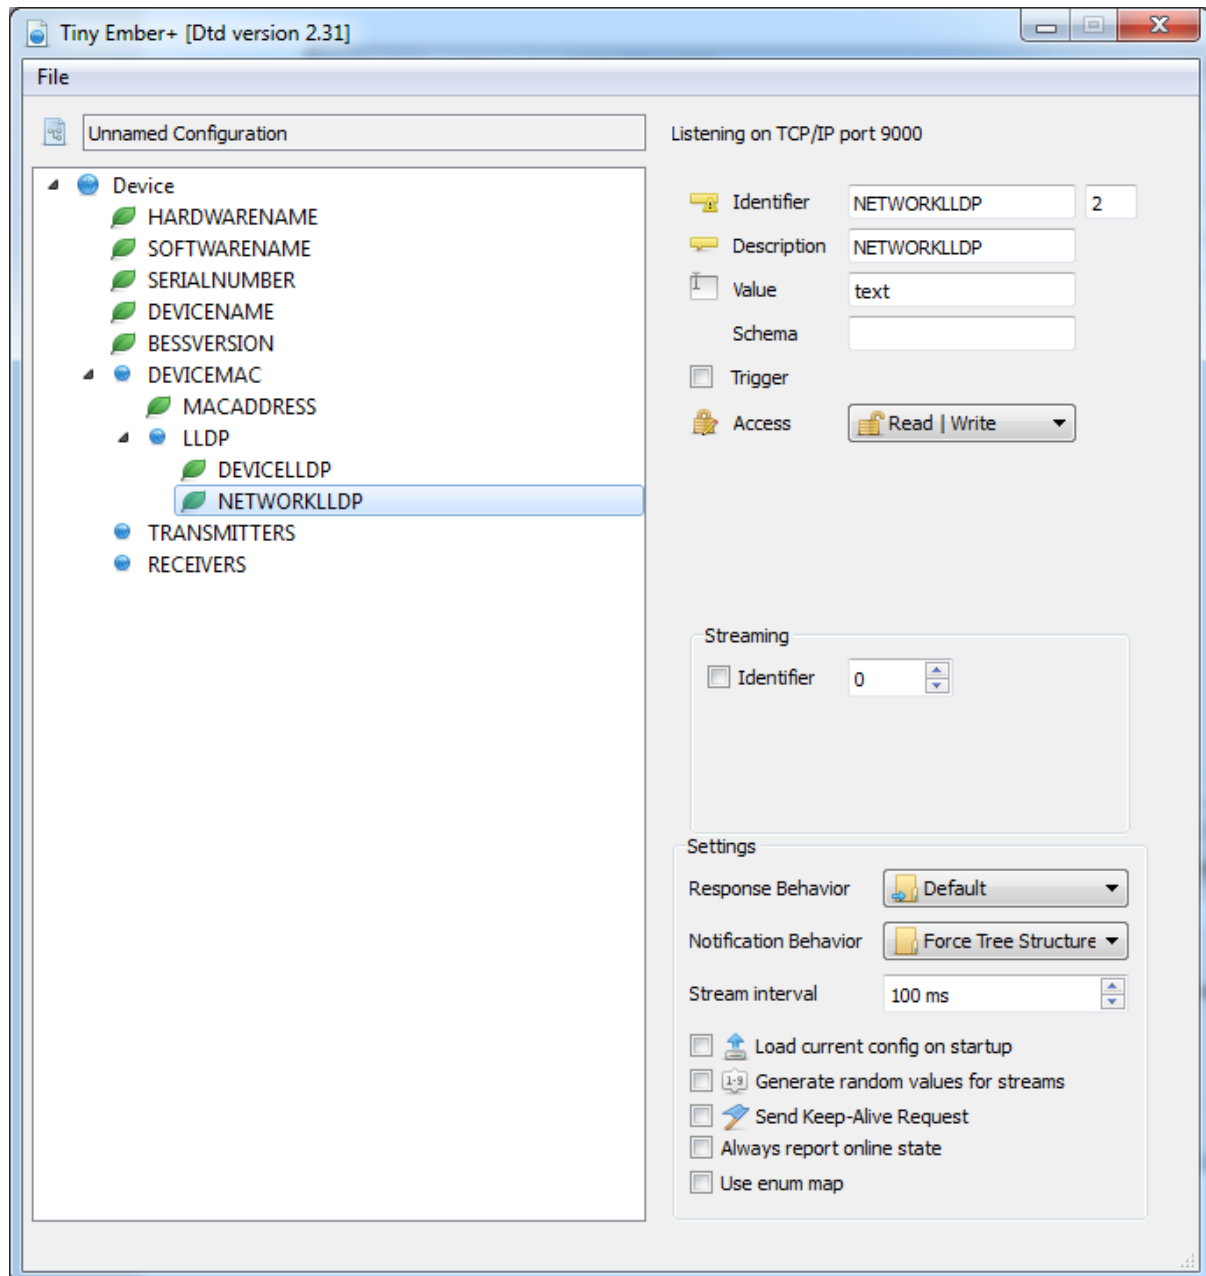 Tiny Ember+ [Dtd version 2.31]
File
Unnamed Configuration
Listening on TCP/IP port 9000
Device
HARDWARENAME
SOFTWARENAME
SERIALNUMBER
DEVICENAME
BESSVERSION
DEVICEMAC
MACADDRESS
LLDP
DEVICELLDP
NETWORKLLDP
TRANSMITTERS
RECEIVERS
Identifier NETWORKLLDP 2
Description NETWORKLLDP
Value text
Schema
Trigger
Access Read | Write
Streaming
Identifier 0
Settings
Response Behavior Default
Notification Behavior Force Tree Structure
Stream interval 100 ms
Load current config on startup
1-9 Generate random values for streams
Send Keep-Alive Request
Always report online state
Use enum map